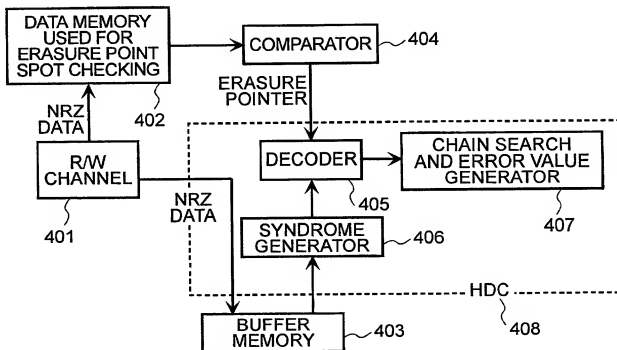 DATA MEMORY
USED FOR
ERASURE POINT
SPOT CHECKING
402
COMPARATOR
404
ERASURE
POINTER
NRZ
DATA
R/W
CHANNEL
401
NRZ
DATA
DECODER
405
CHAIN SEARCH
AND ERROR VALUE
GENERATOR
407
SYNDROME
GENERATOR
406
HDC
408
BUFFER
MEMORY
403